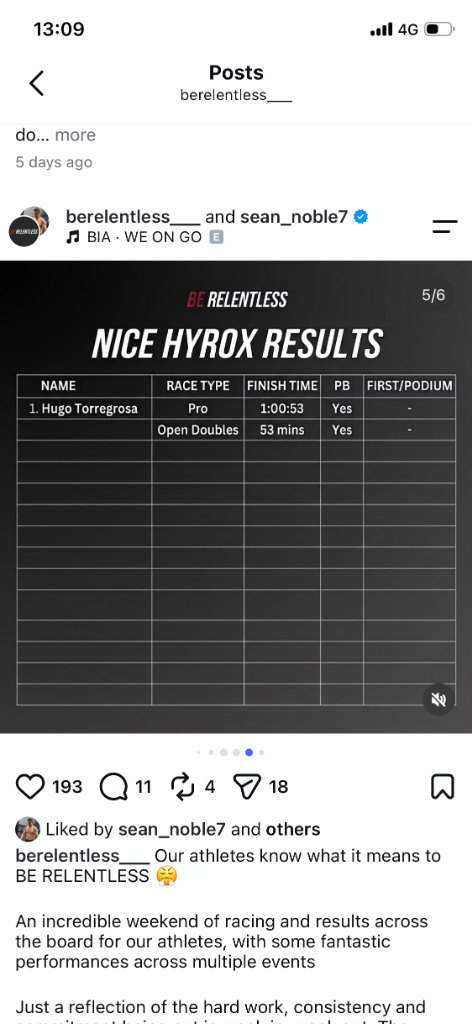 13:09
4G
Posts
berelentless___
do... more
5 days ago
berelentless___ and sean_noble7
BIA · WE ON GO E
BE RELENTLESS
5/6
NICE HYROX RESULTS
NAME RACE TYPE FINISH TIME PB FIRST/PODIUM
1. Hugo Torregrosa Pro 1:00:53 Yes -
Open Doubles 53 mins Yes -
193 11 4 18
Liked by sean_noble7 and others
berelentless___ Our athletes know what it means to
BE RELENTLESS 😤
An incredible weekend of racing and results across
the board for our athletes, with some fantastic
performances across multiple events
Just a reflection of the hard work, consistency and